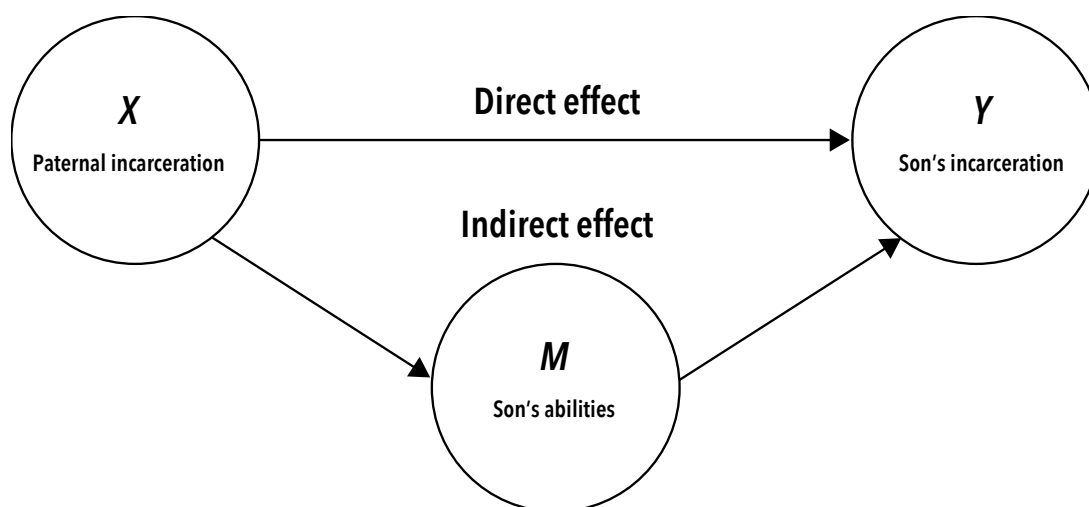 X
Paternal incarceration
Direct effect
Y
Son's incarceration
Indirect effect
M
Son's abilities